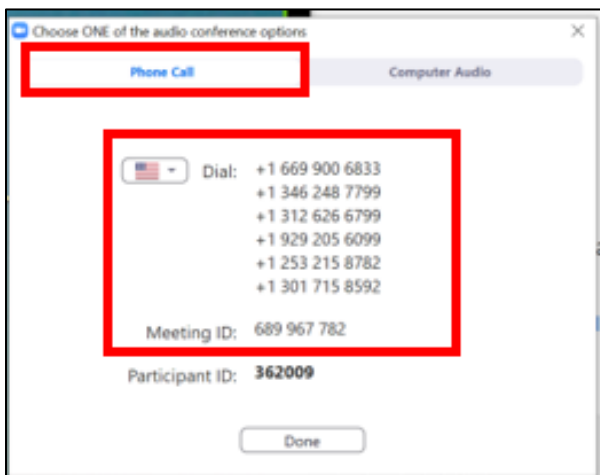 Choose ONE of the audio conference options
Phone Call
Computer Audio
Dial: +1 669 900 6833
+1 346 248 7799
+1 312 626 6799
+1 929 205 6099
+1 253 215 8782
+1 301 715 8592
Meeting ID: 689 967 782
Participant ID: 362009
Done